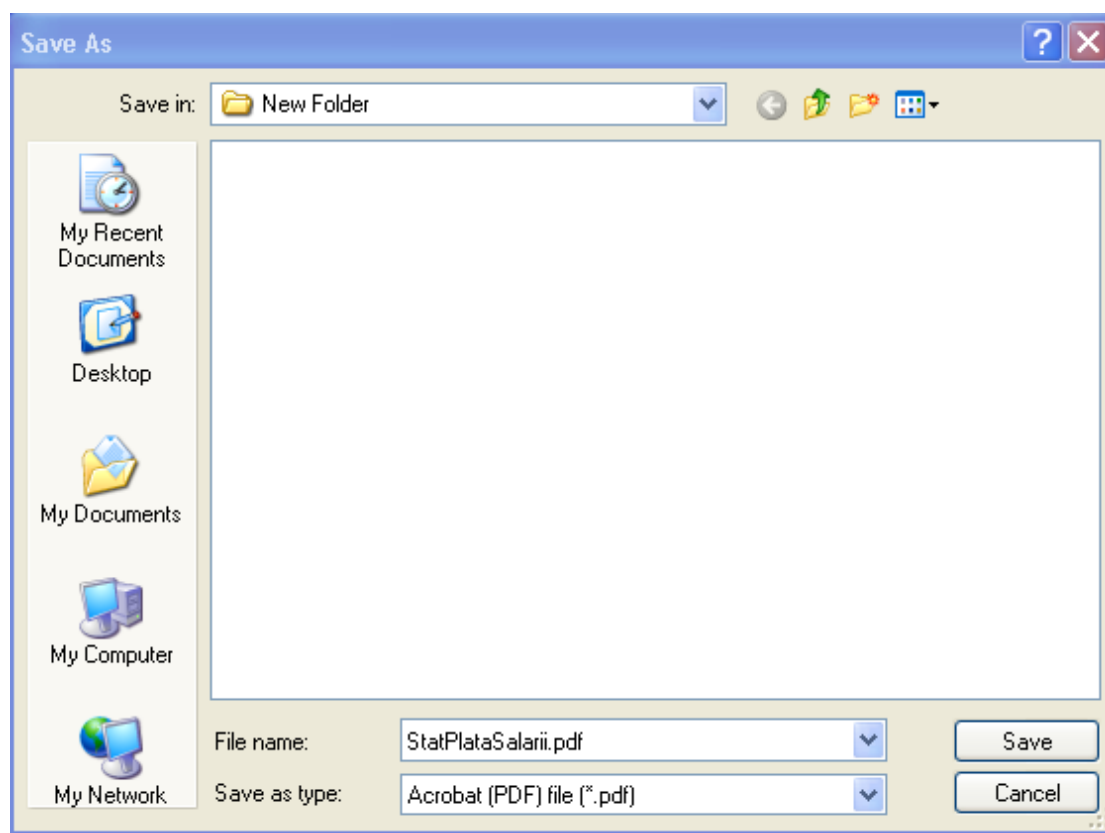 Save As
?
Save in:
New Folder
My Recent
Documents
Desktop
My Documents
My Computer
My Network
File name:
StatPlataSalarii.pdf
Save
Save as type:
Acrobat (PDF) file (*.pdf)
Cancel